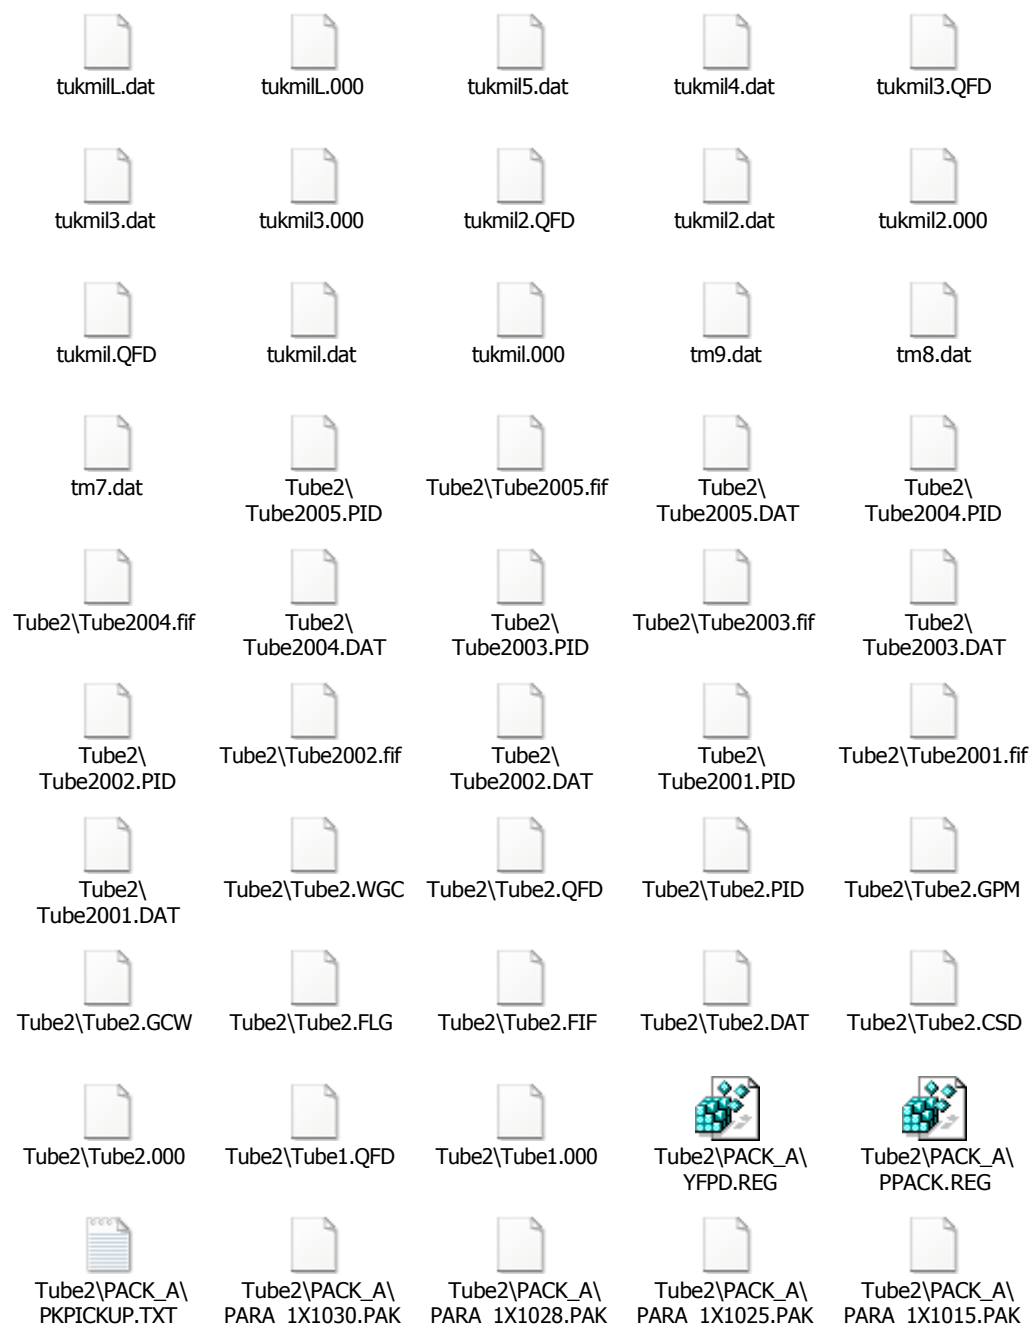 tukmilL.dat
tukmilL.000
tukmil5.dat
tukmil4.dat
tukmil3.QFD
tukmil3.dat
tukmil3.000
tukmil2.QFD
tukmil2.dat
tukmil2.000
tukmil.QFD
tukmil.dat
tukmil.000
tm9.dat
tm8.dat
tm7.dat
Tube2\
Tube2005.PID
Tube2\Tube2005.fif
Tube2\
Tube2005.DAT
Tube2\
Tube2004.PID
Tube2\Tube2004.fif
Tube2\
Tube2004.DAT
Tube2\
Tube2003.PID
Tube2\Tube2003.fif
Tube2\
Tube2003.DAT
Tube2\
Tube2002.PID
Tube2\Tube2002.fif
Tube2\
Tube2002.DAT
Tube2\
Tube2001.PID
Tube2\Tube2001.fif
Tube2\
Tube2001.DAT
Tube2\Tube2.WGC
Tube2\Tube2.QFD
Tube2\Tube2.PID
Tube2\Tube2.GPM
Tube2\Tube2.GCW
Tube2\Tube2.FLG
Tube2\Tube2.FIF
Tube2\Tube2.DAT
Tube2\Tube2.CSD
Tube2\Tube2.000
Tube2\Tube1.QFD
Tube2\Tube1.000
Tube2\PACK_A\
YFPD.REG
Tube2\PACK_A\
PPACK.REG
Tube2\PACK_A\
PKPICKUP.TXT
Tube2\PACK_A\
PARA_1X1030.PAK
Tube2\PACK_A\
PARA_1X1028.PAK
Tube2\PACK_A\
PARA_1X1025.PAK
Tube2\PACK_A\
PARA_1X1015.PAK